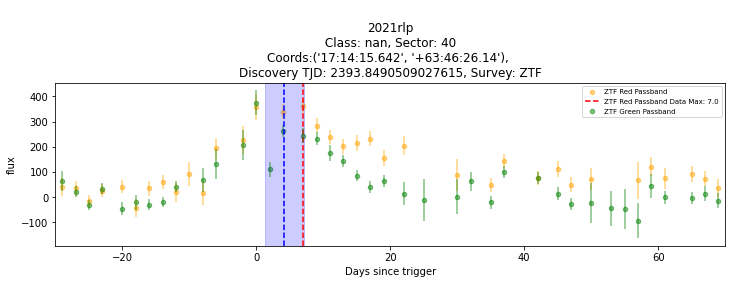 2021rlp
Class: nan, Sector: 40
Coords:('17:14:15.642', '+63:46:26.14'),
Discovery TJD: 2393.8490509027615, Survey: ZTF
ZTF Red Passband
ZTF Red Passband Data Max: 7.0
ZTF Green Passband
flux
400
300
200
100
0
−100
−20
0
20
40
60
Days since trigger